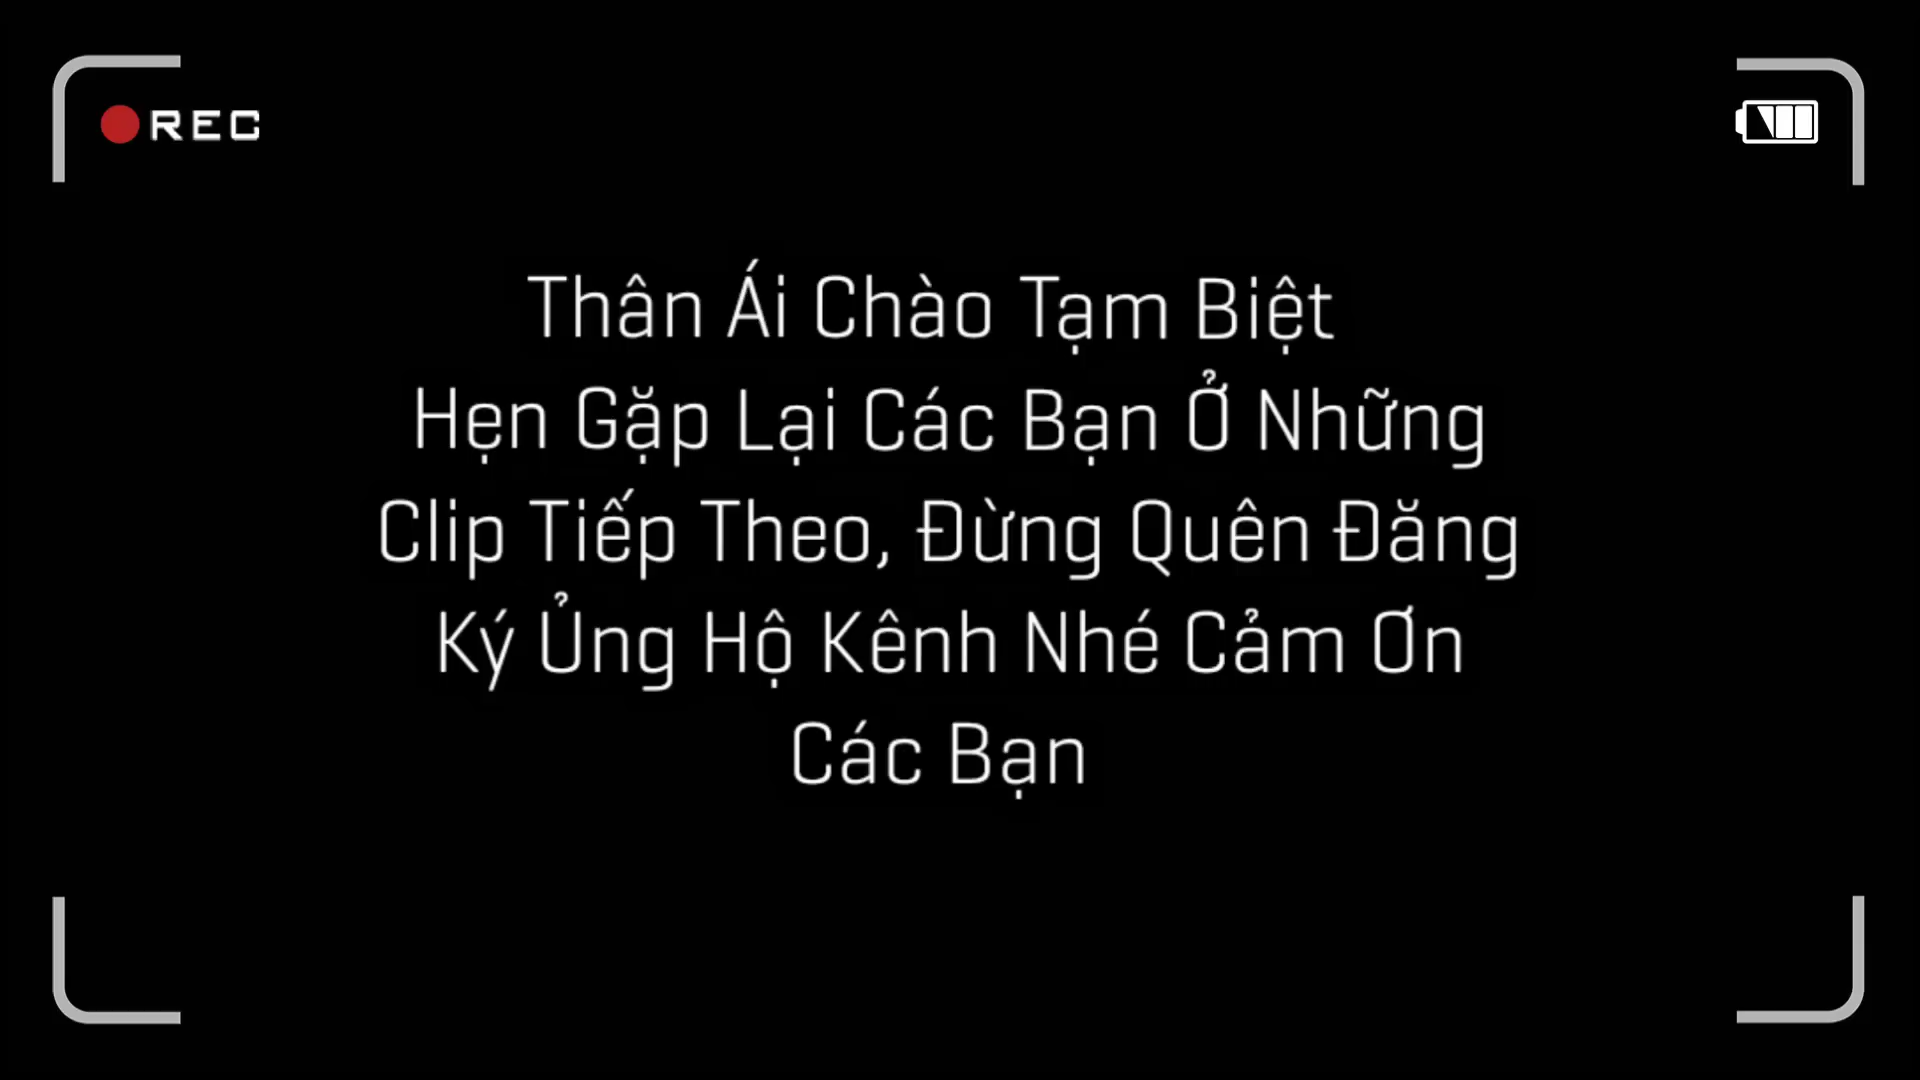 REC
Thân Ái Chào Tạm Biệt
Hẹn Gặp Lại Các Bạn Ở Những
Clip Tiếp Theo, Đừng Quên Đăng
Ký Ủng Hộ Kênh Nhé Cảm Ơn
Các Bạn